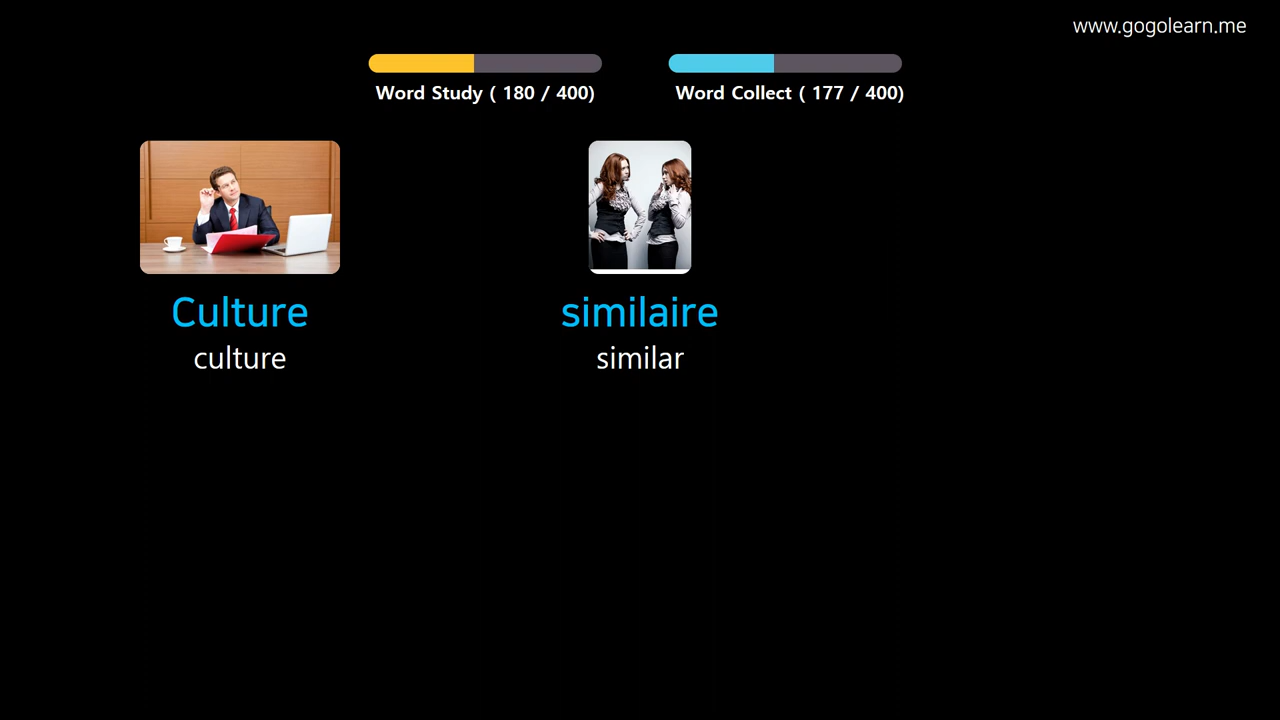 www.gogolearn.me
Word Study ( 180 / 400)
Word Collect ( 177 / 400)
Culture
culture
similaire
similar